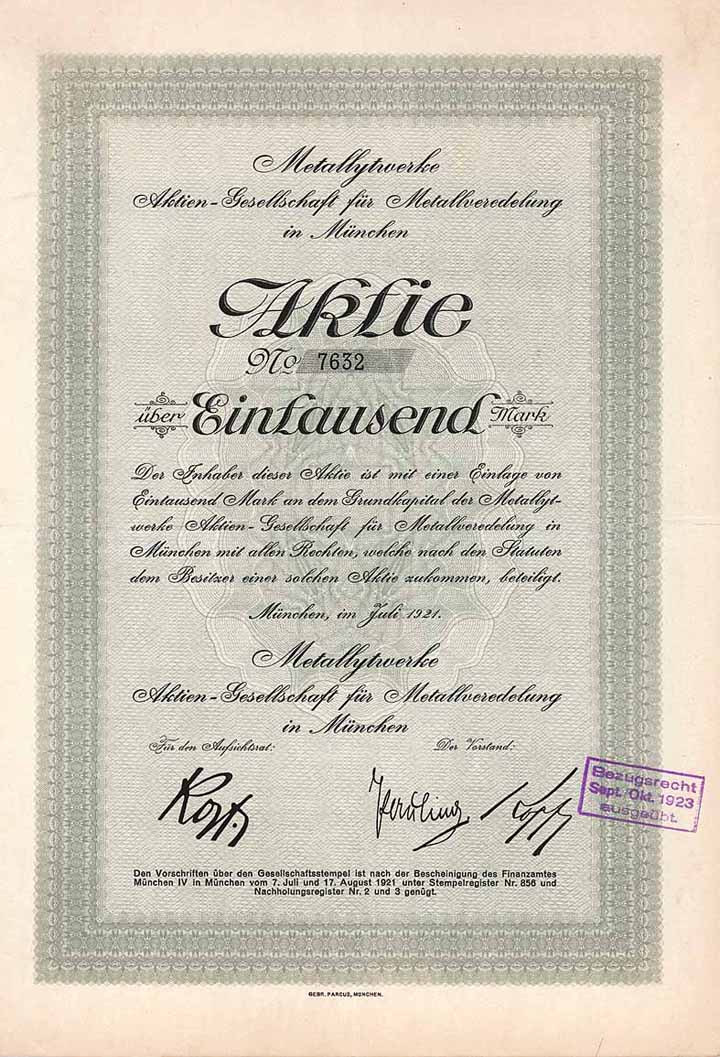 Metallytwerke
Aktien-Gesellschaft für Metallveredelung
in München
Aktie
No 7632
über Eintausend Mark
Der Inhaber dieser Aktie ist mit einer Einlage von
Eintausend Mark an dem Grundkapital der Metallyt-
werke Aktien-Gesellschaft für Metallveredelung in
München mit allen Rechten, welche nach den Statuten
dem Besitzer einer solchen Aktie zukommen, beteiligt.
München, im Juli 1921.
Metallytwerke
Aktien-Gesellschaft für Metallveredelung
in München
Für den Aufsichtsrat: Der Vorstand:
Bezugsrecht
Sept./Okt. 1923
ausgeübt.
Den Vorschriften über den Gesellschaftsstempel ist nach der Bescheinigung des Finanzamtes
München IV in München vom 7. Juli und 17. August 1921 unter Stempelregister Nr. 856 und
Nachholungsregister Nr. 2 und 3 genügt.
GEBR. PARCUS, MÜNCHEN.